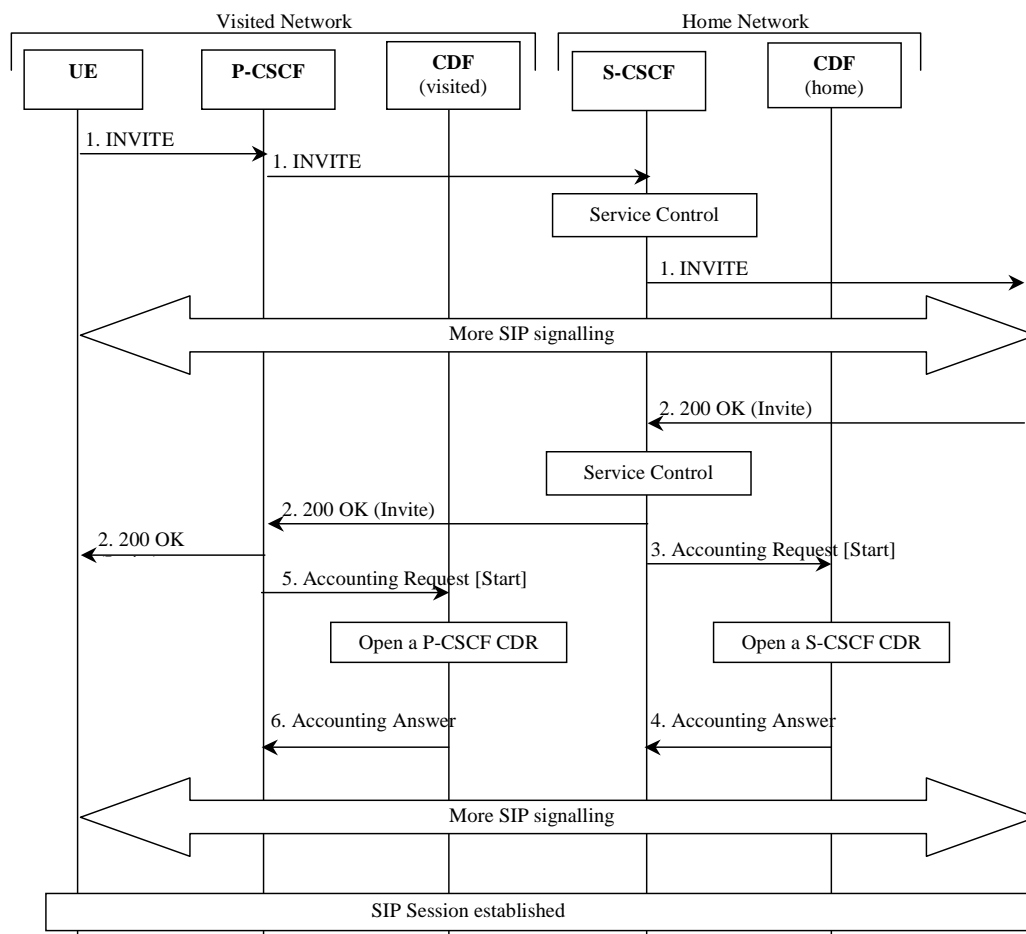 Visited Network
Home Network
UE
P-CSCF
CDF
(visited)
S-CSCF
CDF
(home)
1. INVITE
1. INVITE
Service Control
1. INVITE
More SIP signalling
2. 200 OK (Invite)
Service Control
2. 200 OK (Invite)
2. 200 OK
3. Accounting Request [Start]
5. Accounting Request [Start]
Open a P-CSCF CDR
Open a S-CSCF CDR
6. Accounting Answer
4. Accounting Answer
More SIP signalling
SIP Session established